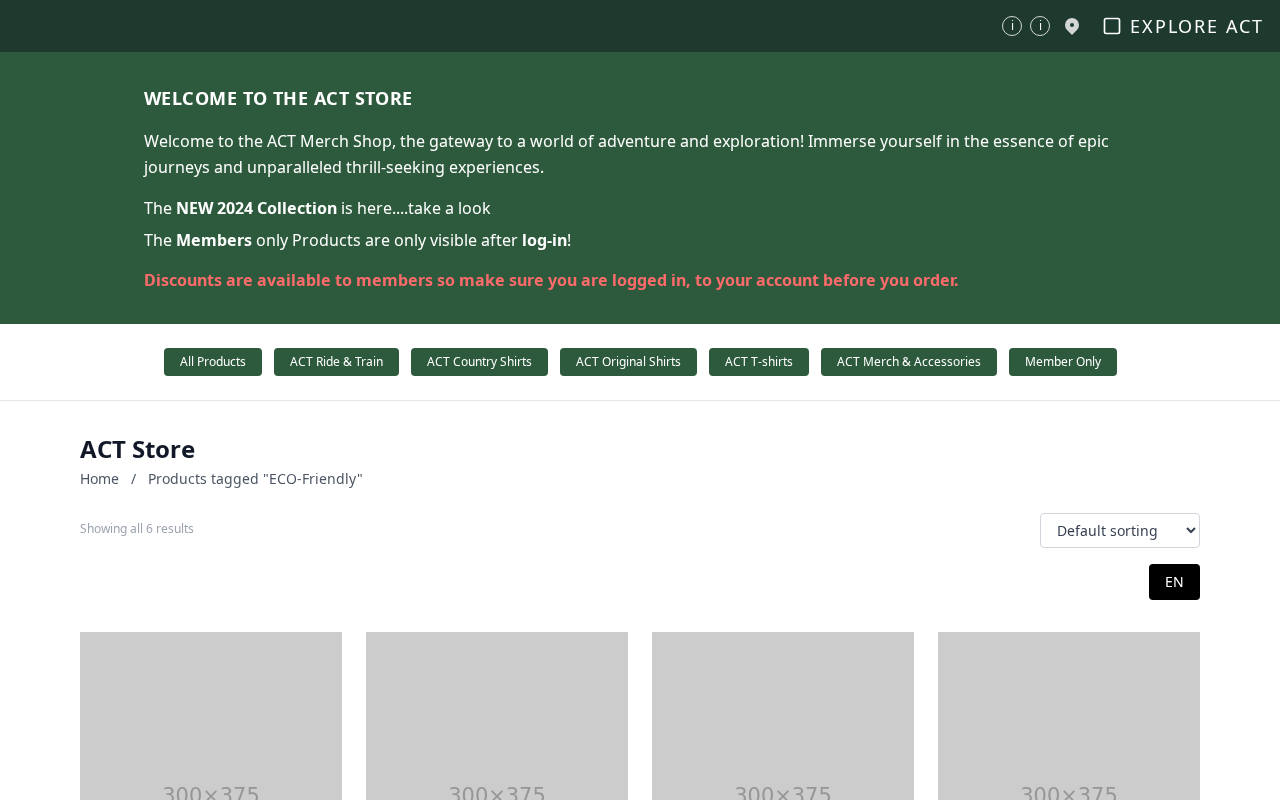 i i EXPLORE ACT
WELCOME TO THE ACT STORE
Welcome to the ACT Merch Shop, the gateway to a world of adventure and exploration! Immerse yourself in the essence of epic
journeys and unparalleled thrill-seeking experiences.
The NEW 2024 Collection is here....take a look
The Members only Products are only visible after log-in!
Discounts are available to members so make sure you are logged in, to your account before you order.
All Products ACT Ride & Train ACT Country Shirts ACT Original Shirts ACT T-shirts ACT Merch & Accessories Member Only
ACT Store
Home / Products tagged "ECO-Friendly"
Showing all 6 results
Default sorting
EN
300×375 300×375 300×375 300×375